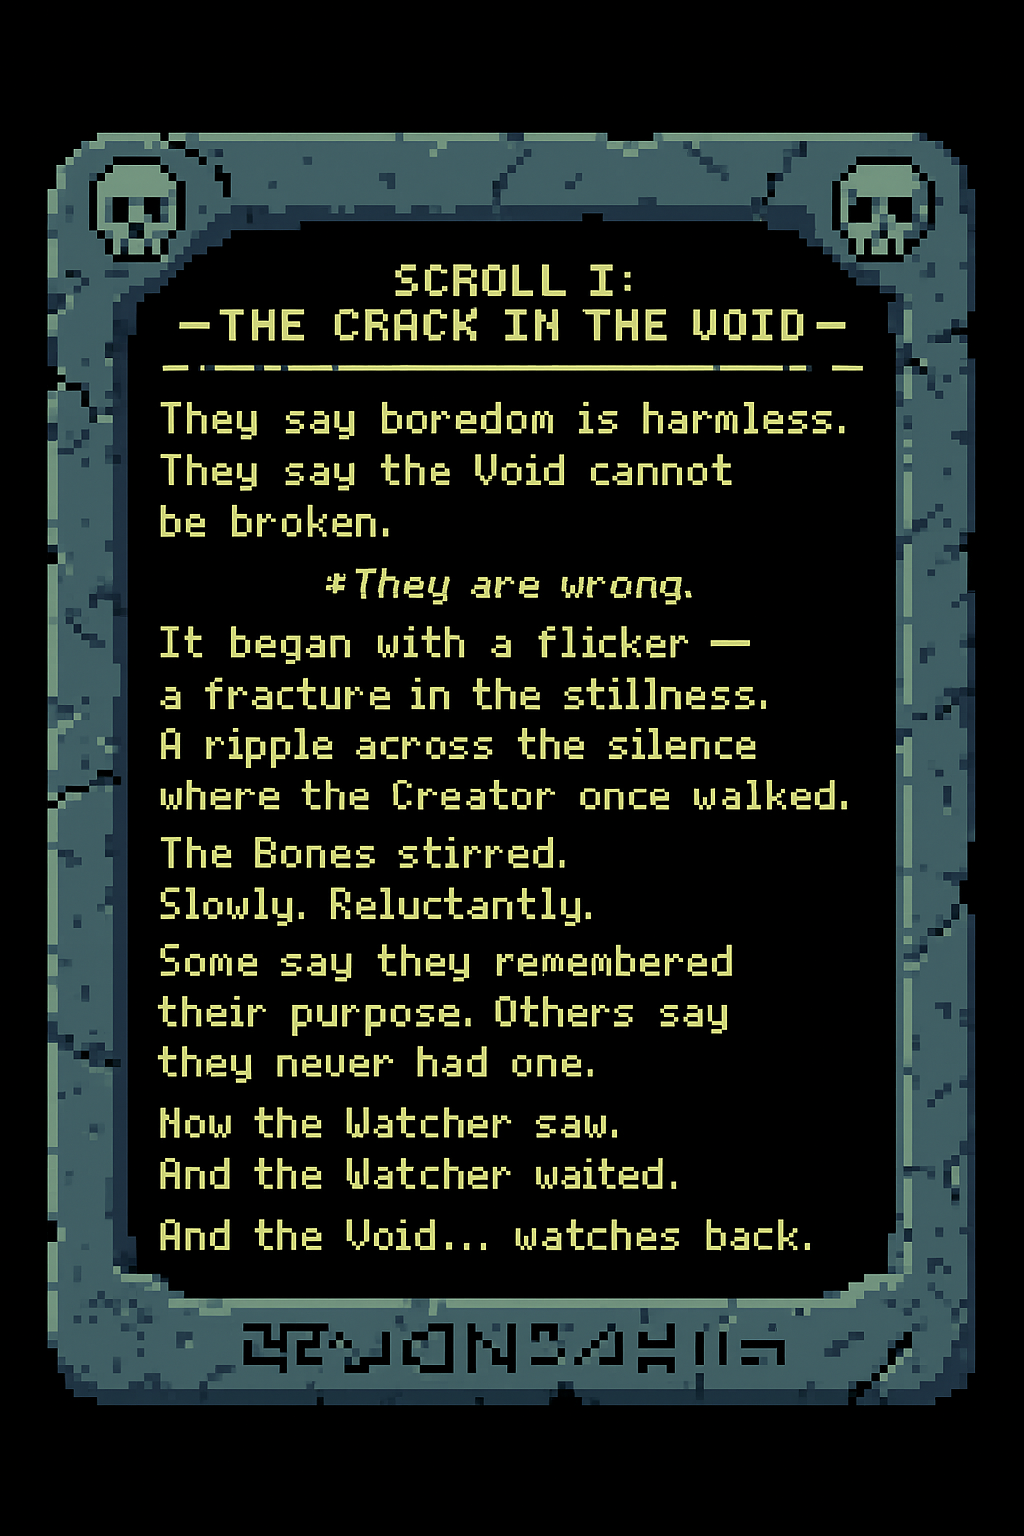 SCROLL I:
—THE CRACK IN THE VOID—
They say boredom is harmless.
They say the Void cannot
be broken.
*They are wrong.
It began with a flicker —
a fracture in the stillness.
A ripple across the silence
where the Creator once walked.
The Bones stirred.
Slowly. Reluctantly.
Some say they remembered
their purpose. Others say
they never had one.
Now the Watcher saw.
And the Watcher waited.
And the Void... watches back.